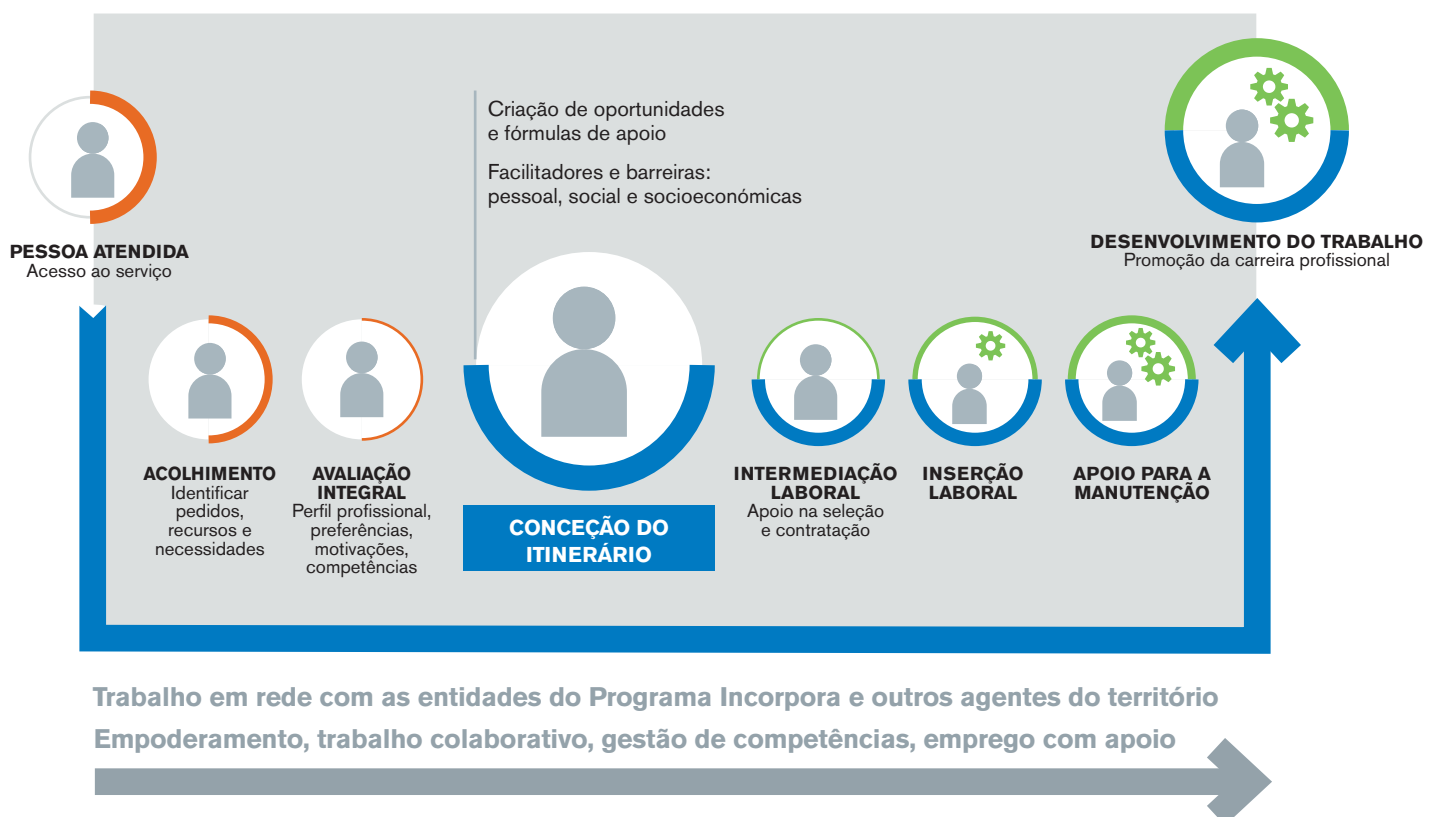 PESSOA ATENDIDA
Acesso ao serviço
Criação de oportunidades
e fórmulas de apoio
Facilitadores e barreiras:
pessoal, social e socioeconómicas
DESENVOLVIMENTO DO TRABALHO
Promoção da carreira profissional
ACOLHIMENTO
Identificar
pedidos,
recursos e
necessidades
AVALIAÇÃO
INTEGRAL
Perfil profissional,
preferências,
motivações,
competências
CONCEÇÃO DO
ITINERÁRIO
INTERMEDIAÇÃO
LABORAL
Apoio na seleção
e contratação
INSERÇÃO
LABORAL
APOIO PARA A
MANUTENÇÃO
Trabalho em rede com as entidades do Programa Incorpora e outros agentes do território
Empoderamento, trabalho colaborativo, gestão de competências, emprego com apoio